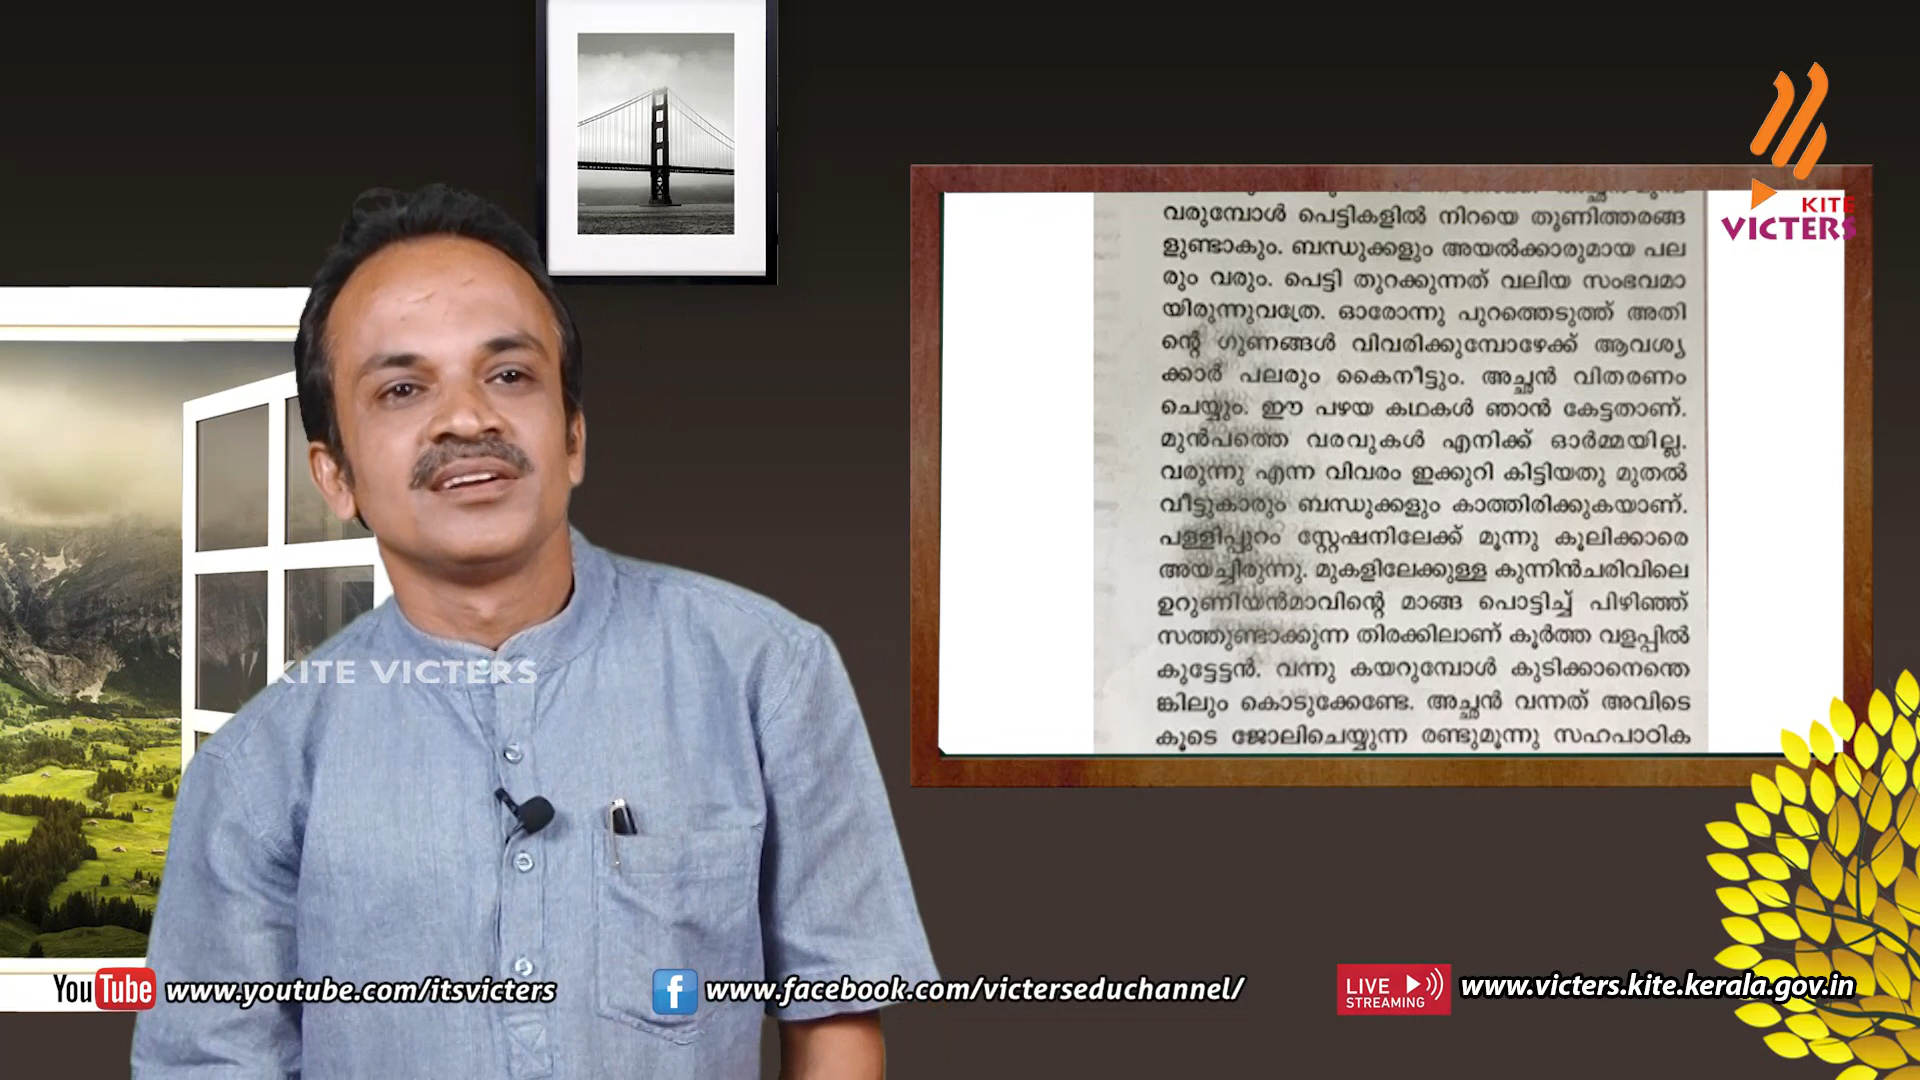 KITE
VICTERS
വരുമ്പോൾ പെട്ടികളിൽ നിറയെ തുണിത്തരങ്ങ
ളുണ്ടാകും. ബന്ധുക്കളും അയൽക്കാരുമായ പല
രും വരും. പെട്ടി തുറക്കുന്നത് വലിയ സംഭവമാ
യിരുന്നുവത്രേ. ഓരോന്നു പുറത്തെടുത്ത് അതി
ന്റെ ഗുണങ്ങൾ വിവരിക്കുമ്പോഴേക്ക് ആവശ്യ
ക്കാർ പലരും കൈനീട്ടും. അച്ഛൻ വിതരണം
ചെയ്യും. ഈ പഴയ കഥകൾ ഞാൻ കേട്ടതാണ്.
മുൻപത്തെ വരവുകൾ എനിക്ക് ഓർമ്മയില്ല.
വരുന്നു എന്ന വിവരം ഇക്കുറി കിട്ടിയതു മുതൽ
വീട്ടുകാരും ബന്ധുക്കളും കാത്തിരിക്കുകയാണ്.
പള്ളിപ്പുറം സ്റ്റേഷനിലേക്ക് മൂന്നു കൂലിക്കാരെ
അയച്ചിരുന്നു. മുകളിലേക്കുള്ള കുന്നിൻചരിവിലെ
ഉറുണിയൻമാവിന്റെ മാങ്ങ പൊട്ടിച്ച് പിഴിഞ്ഞ്
സത്തുണ്ടാക്കുന്ന തിരക്കിലാണ് കൂർത്ത വളപ്പിൽ
കുട്ടേട്ടൻ. വന്നു കയറുമ്പോൾ കുടിക്കാനെന്തെ
ങ്കിലും കൊടുക്കേണ്ടേ. അച്ഛൻ വന്നത് അവിടെ
കൂടെ ജോലിചെയ്യുന്ന രണ്ടുമൂന്നു സഹപാഠിക
KITE VICTERS
YouTube www.youtube.com/itsvicters
f www.facebook.com/victerseduchannel/
LIVE
STREAMING
www.victers.kite.kerala.gov.in